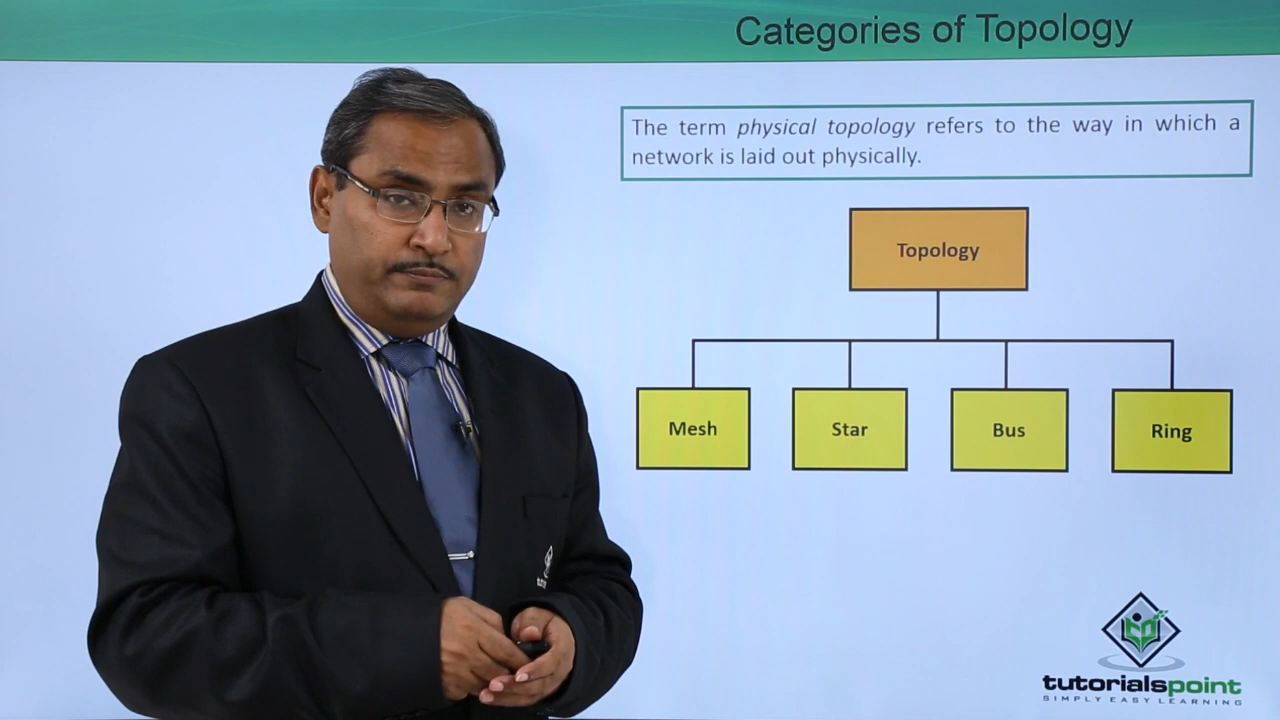 Categories of Topology
The term physical topology refers to the way in which a
network is laid out physically.
Topology
Mesh Star Bus Ring
tutorialspoint
SIMPLY EASY LEARNING